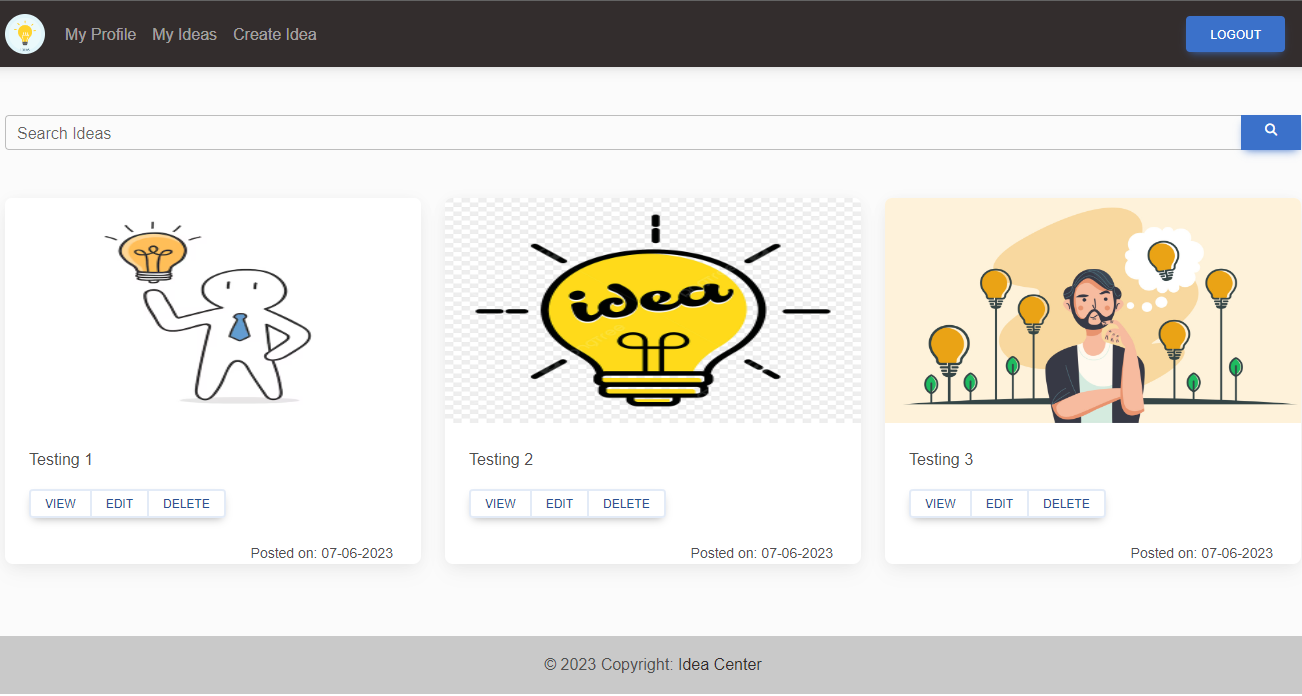 My Profile My Ideas Create Idea LOGOUT
Search Ideas
idea
Testing 1
VIEW EDIT DELETE
Posted on: 07-06-2023
Testing 2
VIEW EDIT DELETE
Posted on: 07-06-2023
Testing 3
VIEW EDIT DELETE
Posted on: 07-06-2023
© 2023 Copyright: Idea Center